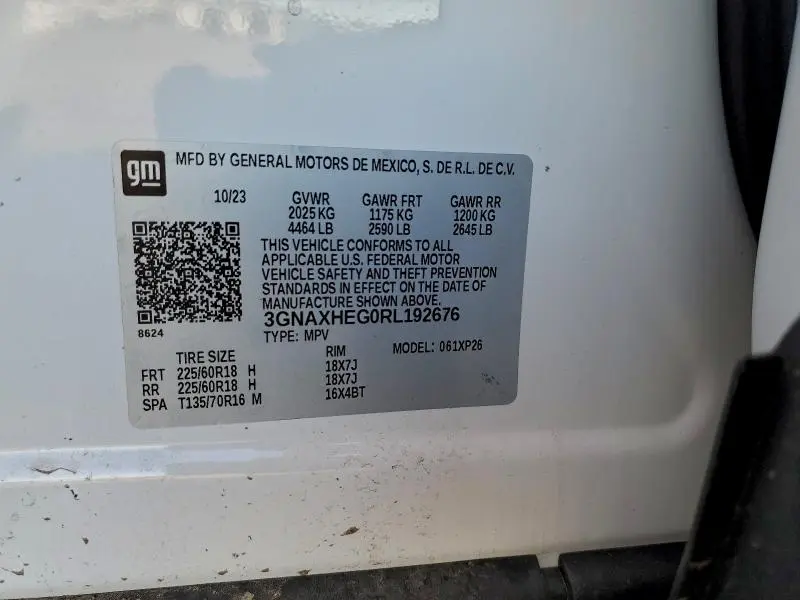 gm
MFD BY GENERAL MOTORS DE MEXICO, S. DE R.L. DE C.V.
10/23 GVWR GAWR FRT GAWR RR
2025 KG 1175 KG 1200 KG
4464 LB 2590 LB 2645 LB
THIS VEHICLE CONFORMS TO ALL
APPLICABLE U.S. FEDERAL MOTOR
VEHICLE SAFETY AND THEFT PREVENTION
STANDARDS IN EFFECT ON THE DATE OF
MANUFACTURE SHOWN ABOVE.
3GNAXHEG0RL192676
8624
TYPE: MPV
MODEL: 061XP26
TIRE SIZE RIM
FRT 225/60R18 H 18X7J
RR 225/60R18 H 18X7J
SPA T135/70R16 M 16X4BT